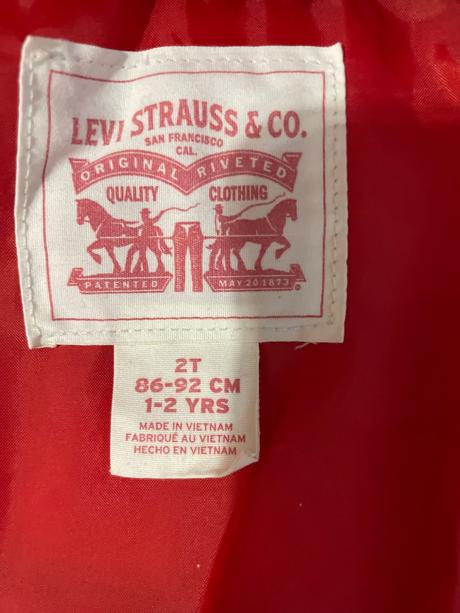 LEVI STRAUSS & CO.
SAN FRANCISCO
CAL.
ORIGINAL RIVETED
QUALITY CLOTHING
PATENTED MAY 20 1873
2T
86-92 CM
1-2 YRS
MADE IN VIETNAM
FABRIQUÉ AU VIETNAM
HECHO EN VIETNAM